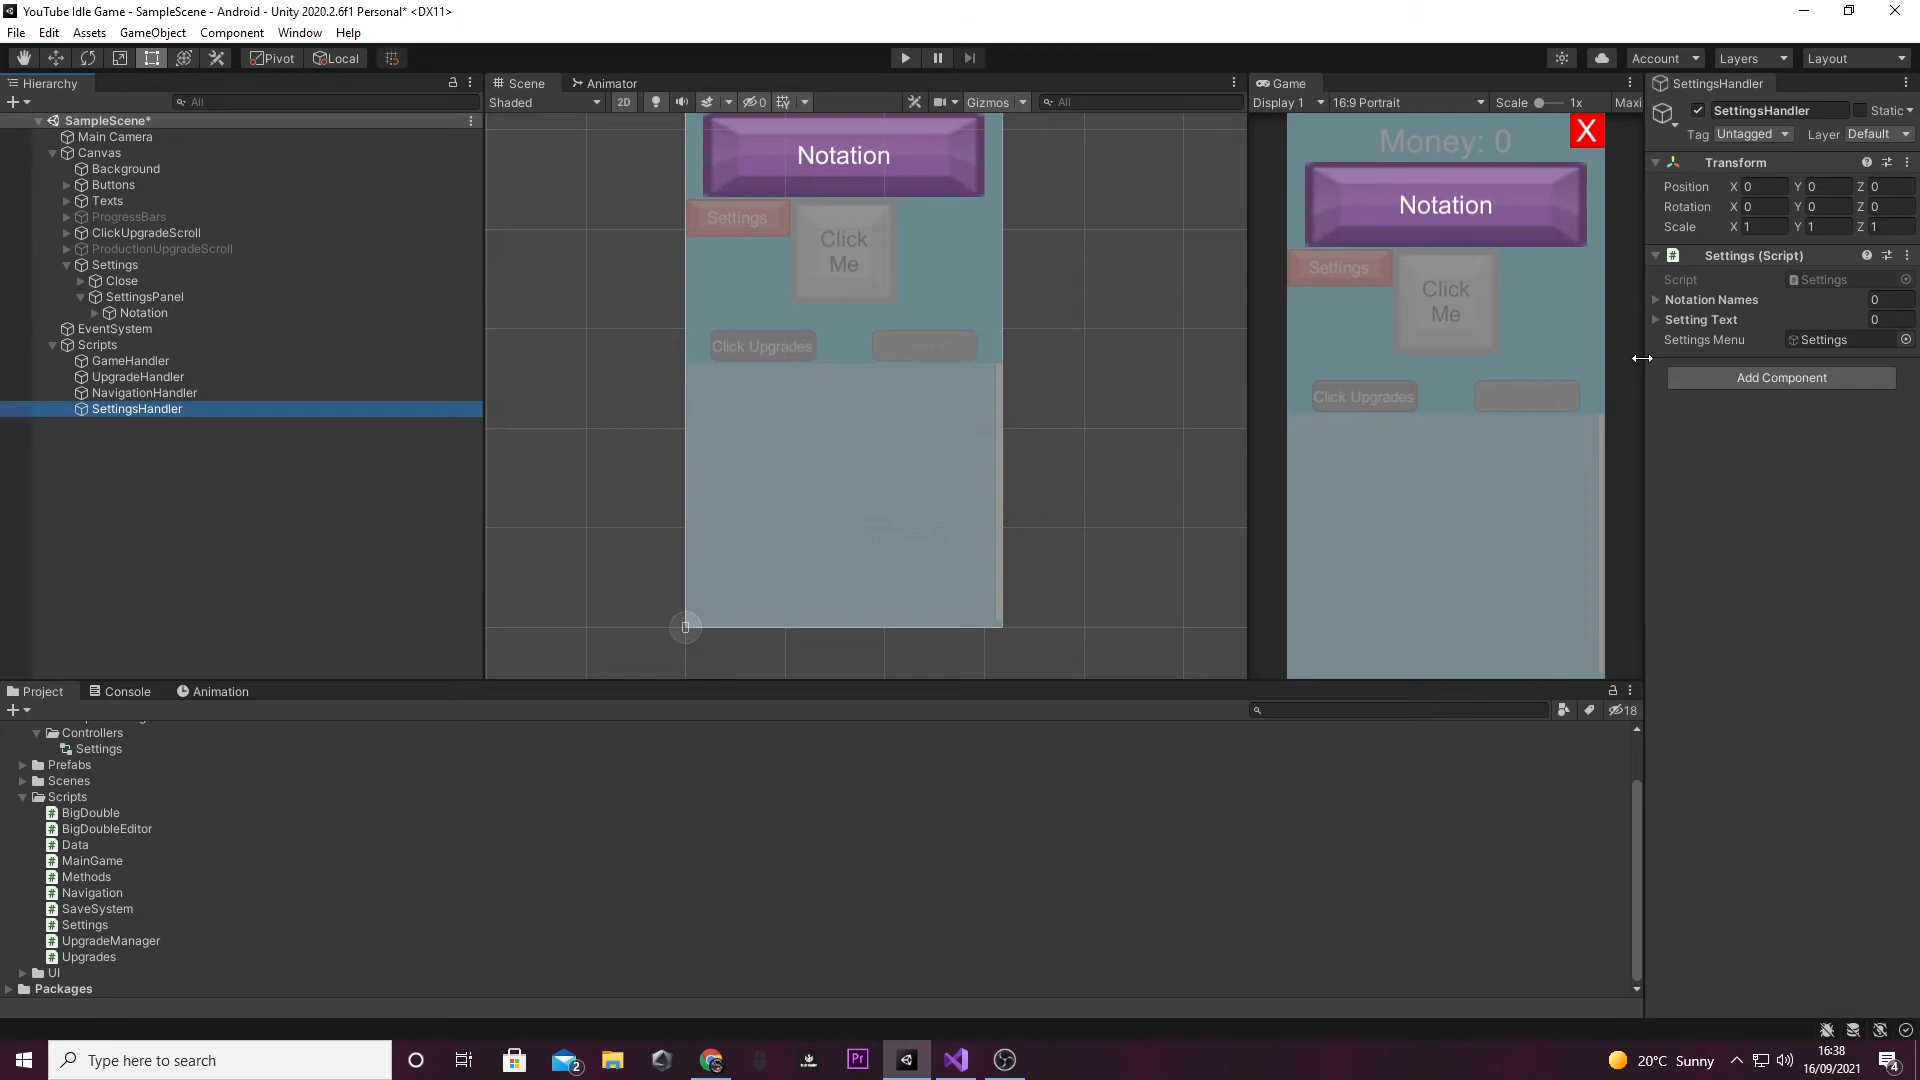 YouTube Idle Game - SampleScene - Android - Unity 2020.2.6f1 Personal* <DX11>
File Edit Assets GameObject Component Window Help
Pivot Local Account Layers Layout
Hierarchy Scene Animator Game SettingsHandler
All Shaded 2D 0 Gizmos All Display 1 16:9 Portrait Scale 1x Maxi SettingsHandler Static
SampleScene*
Main Camera
Canvas
Background
Buttons
Texts
ProgressBars
ClickUpgradeScroll
ProductionUpgradeScroll
Settings
Close
SettingsPanel
Notation
EventSystem
Scripts
GameHandler
UpgradeHandler
NavigationHandler
SettingsHandler
Notation
Settings
Click
Me
Click Upgrades
Money: 0
X
Notation
Settings
Click
Me
Click Upgrades
Tag Untagged Layer Default
Transform
Position X 0 Y 0 Z 0
Rotation X 0 Y 0 Z 0
Scale X 1 Y 1 Z 1
Settings (Script)
Script Settings
Notation Names 0
Setting Text 0
Settings Menu Settings
Add Component
Project Console Animation
18
Controllers
Settings
Prefabs
Scenes
Scripts
BigDouble
BigDoubleEditor
Data
MainGame
Methods
Navigation
SaveSystem
Settings
UpgradeManager
Upgrades
UI
Packages
Type here to search
2
Pr
20°C Sunny
16:38
16/09/2021
4